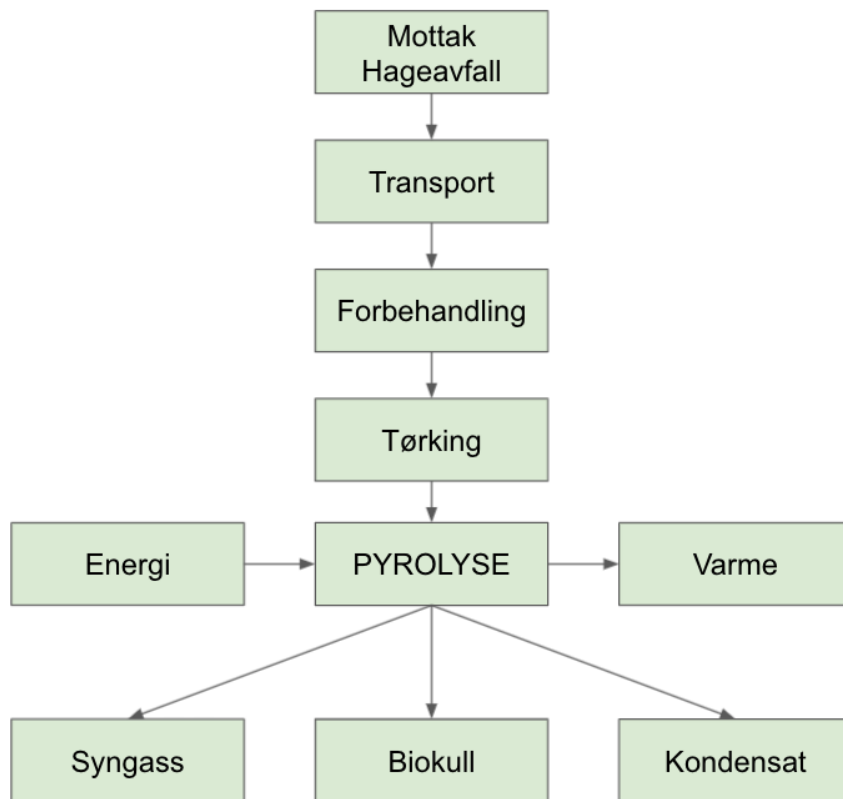 Mottak
Hageavfall
Transport
Forbehandling
Tørking
Energi
PYROLYSE
Varme
Syngass
Biokull
Kondensat